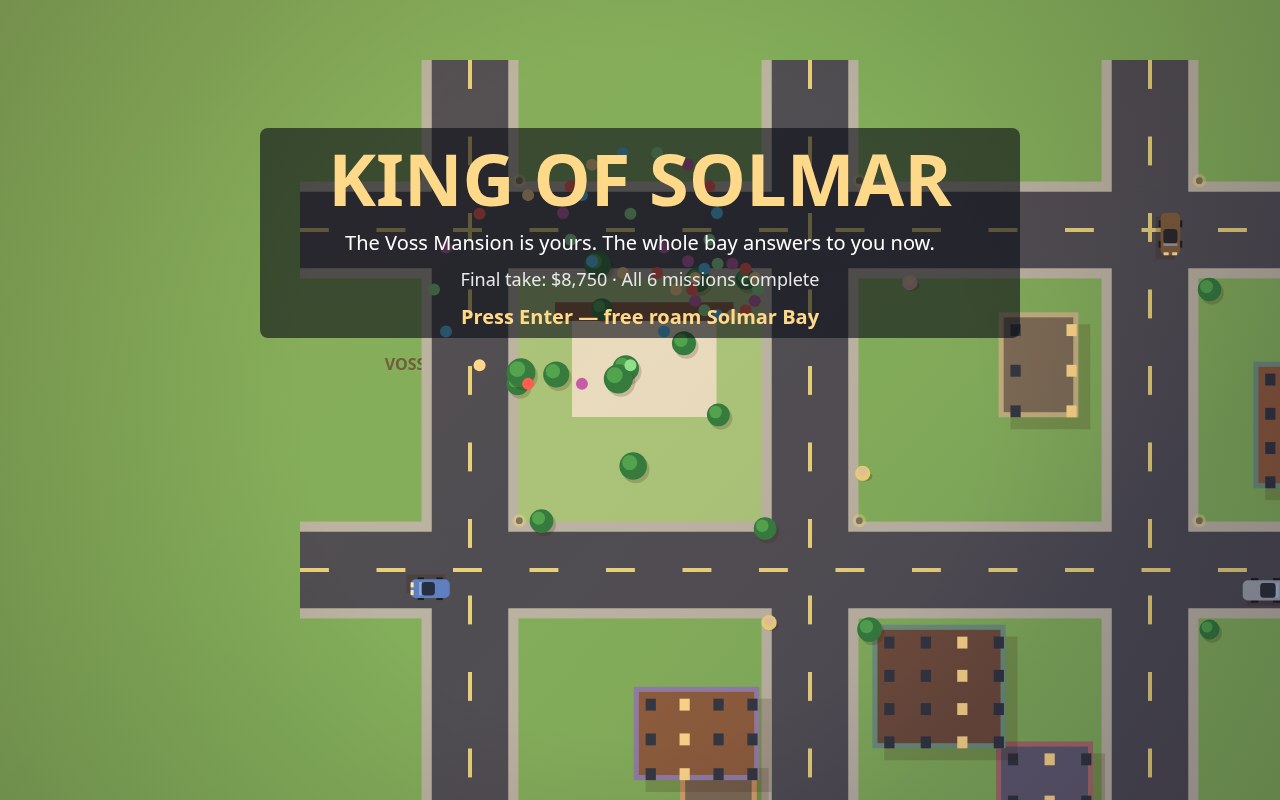 KING OF SOLMAR
The Voss Mansion is yours. The whole bay answers to you now.
Final take: $8,750 · All 6 missions complete
Press Enter — free roam Solmar Bay
VOSS